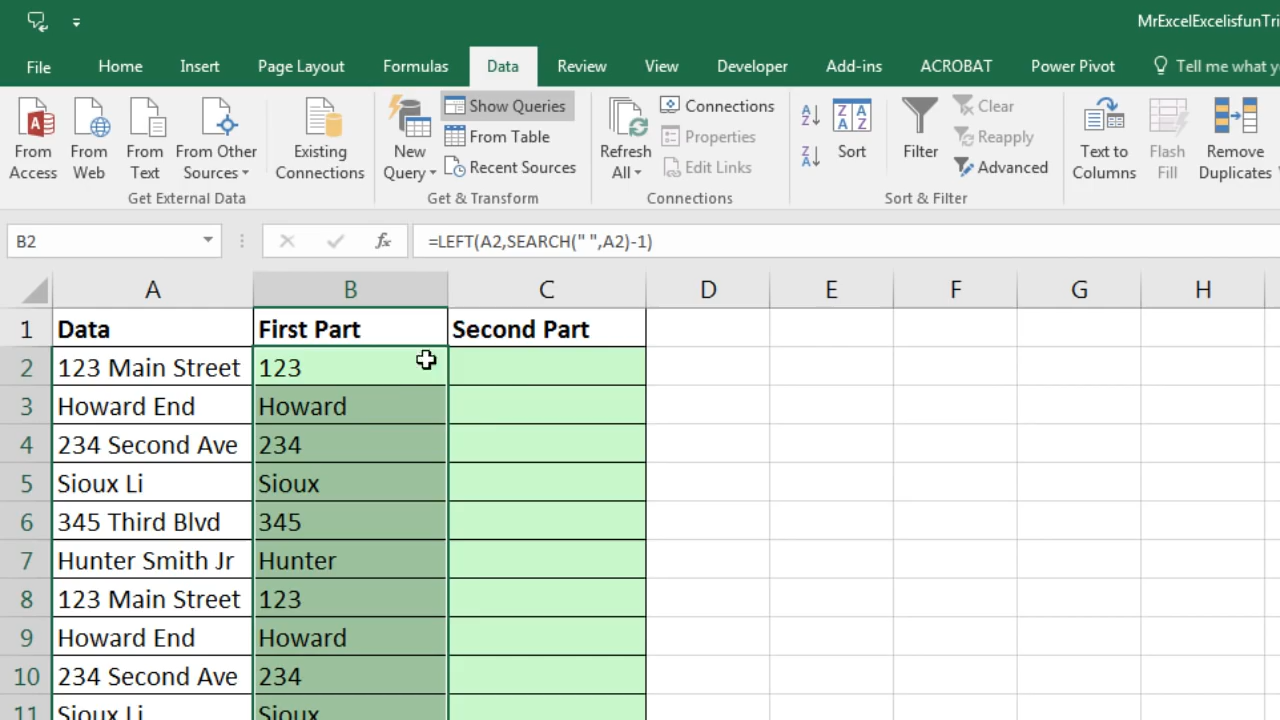 MrExcelExcelisfunTri
File Home Insert Page Layout Formulas Data Review View Developer Add-ins ACROBAT Power Pivot Tell me what y
From Access
From Web
From Text
From Other Sources
Existing Connections
Get External Data
New Query
Show Queries
From Table
Recent Sources
Get & Transform
Refresh All
Connections
Properties
Edit Links
Connections
Sort
Filter
Clear
Reapply
Advanced
Sort & Filter
Text to Columns
Flash Fill
Remove Duplicates
B2 fx =LEFT(A2,SEARCH(" ",A2)-1)
A B C D E F G H
1 Data First Part Second Part
2 123 Main Street 123
3 Howard End Howard
4 234 Second Ave 234
5 Sioux Li Sioux
6 345 Third Blvd 345
7 Hunter Smith Jr Hunter
8 123 Main Street 123
9 Howard End Howard
10 234 Second Ave 234
11 Sioux Li Sioux